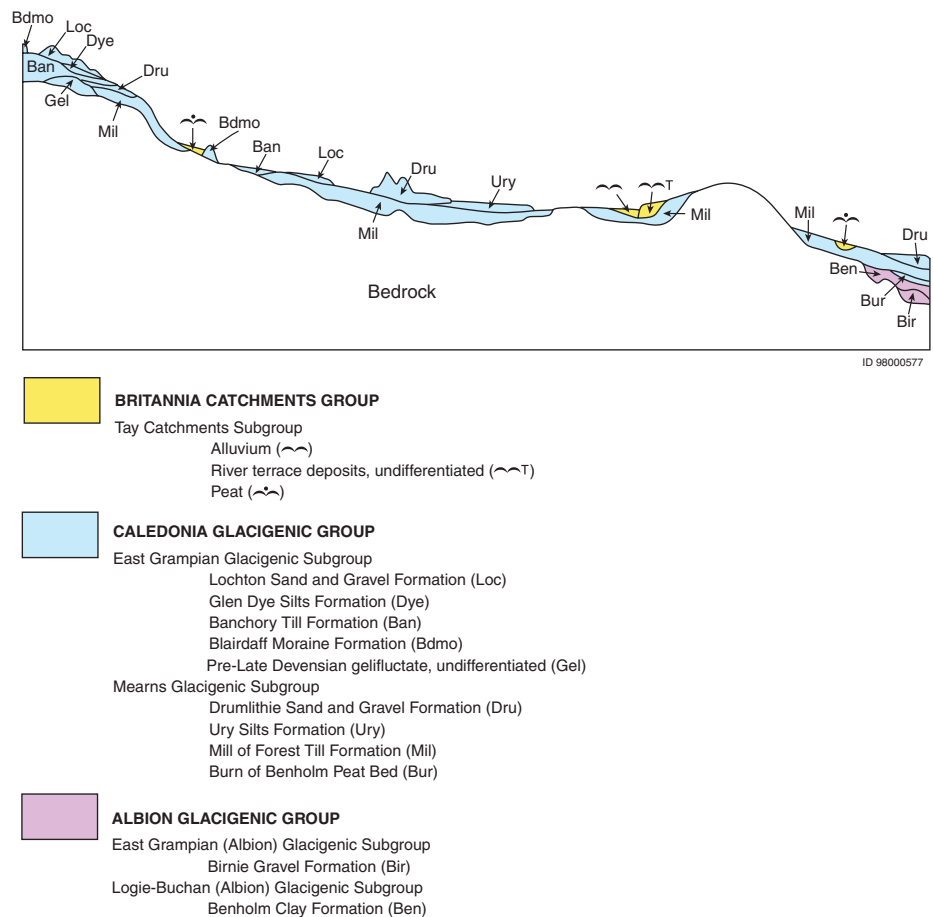 Bdmo
Loc
Dye
Ban
Dru
Gel
Mil
Bdmo
Ban
Loc
Dru
Ury
Mil
T
Mil
Mil
Dru
Ben
Bur
Bir
Bedrock
ID 98000577
BRITANNIA CATCHMENTS GROUP
Tay Catchments Subgroup
Alluvium ( )
River terrace deposits, undifferentiated ( T)
Peat ( )
CALEDONIA GLACIGENIC GROUP
East Grampian Glacigenic Subgroup
Lochton Sand and Gravel Formation (Loc)
Glen Dye Silts Formation (Dye)
Banchory Till Formation (Ban)
Blairdaff Moraine Formation (Bdmo)
Pre-Late Devensian gelifluctate, undifferentiated (Gel)
Mearns Glacigenic Subgroup
Drumlithie Sand and Gravel Formation (Dru)
Ury Silts Formation (Ury)
Mill of Forest Till Formation (Mil)
Burn of Benholm Peat Bed (Bur)
ALBION GLACIGENIC GROUP
East Grampian (Albion) Glacigenic Subgroup
Birnie Gravel Formation (Bir)
Logie-Buchan (Albion) Glacigenic Subgroup
Benholm Clay Formation (Ben)